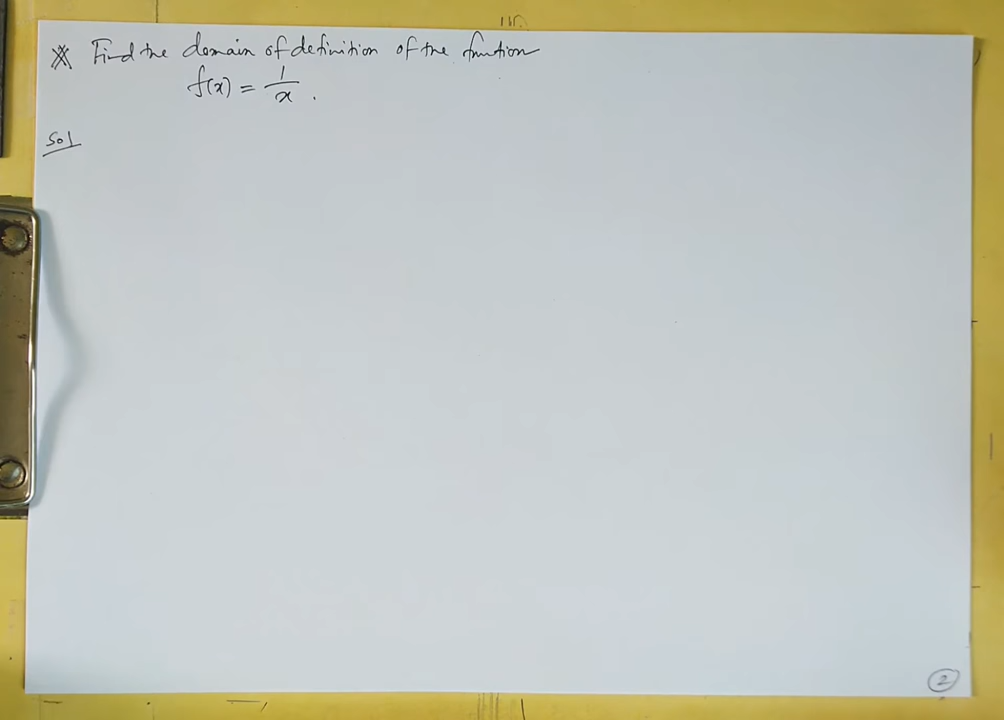 * Find the domain of definition of the function
f(x) = 1/x .
Sol
2